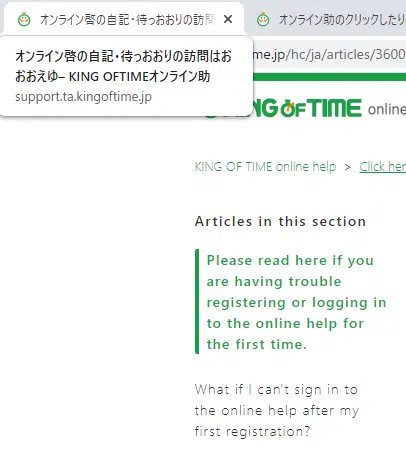 オンライン啓の自記・待っおおりの訪問
オンライン助のクリックしたり
オンライン啓の自記・待っおおりの訪問はお
おおえゆ– KING OFTIMEオンライン助
support.ta.kingoftime.jp
me.jp/hc/ja/articles/3600
KING OF TIME online
KING OF TIME online help > Click her
Articles in this section
Please read here if you
are having trouble
registering or logging in
to the online help for
the first time.
What if I can't sign in to
the online help after my
first registration?